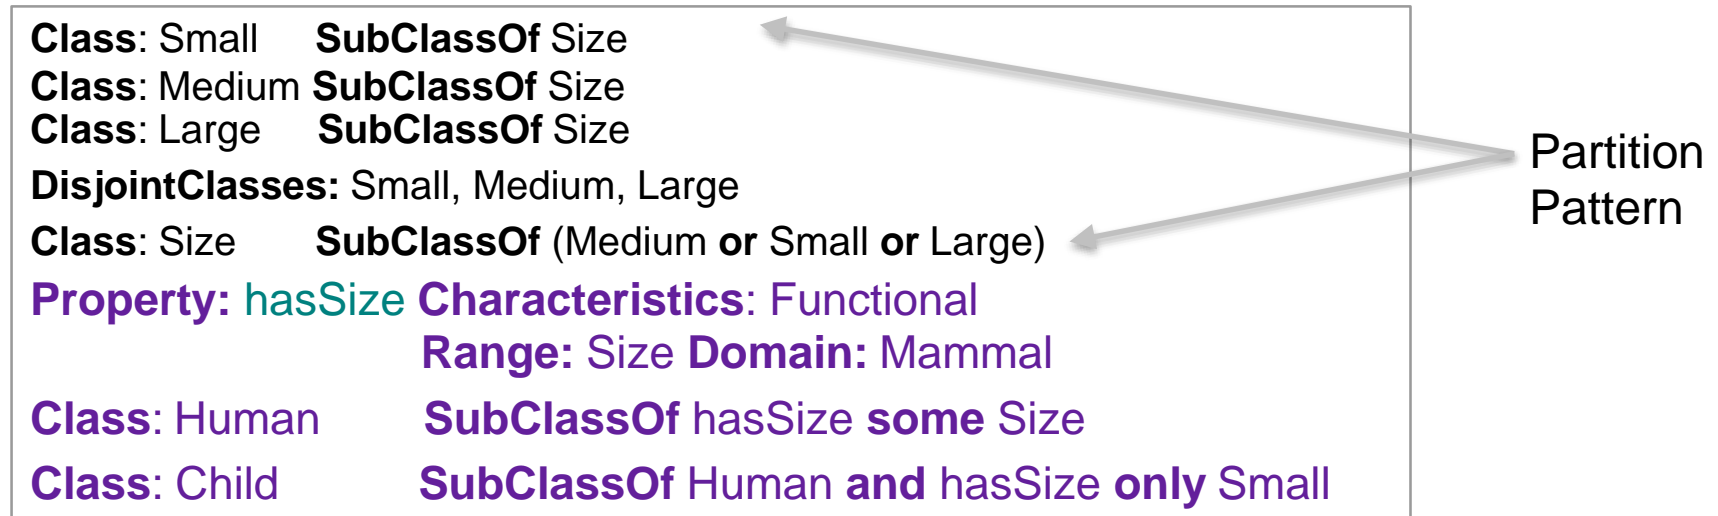 Class: Small SubClassOf Size
Class: Medium SubClassOf Size
Class: Large SubClassOf Size
DisjointClasses: Small, Medium, Large
Class: Size SubClassOf (Medium or Small or Large)
Property: hasSize Characteristics: Functional
Range: Size Domain: Mammal
Class: Human SubClassOf hasSize some Size
Class: Child SubClassOf Human and hasSize only Small
Partition
Pattern